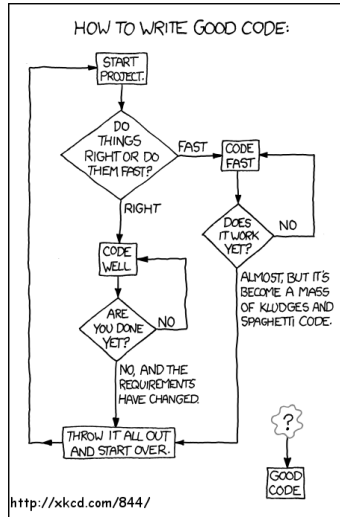 HOW TO WRITE GOOD CODE:
START
PROJECT.
DO
THINGS
RIGHT OR DO
THEM FAST?
FAST
CODE
FAST
RIGHT
DOES
IT WORK
YET?
NO
CODE
WELL
ALMOST, BUT IT'S
BECOME A MASS
OF KLUDGES AND
SPAGHETTI CODE.
ARE
YOU DONE
YET?
NO
NO, AND THE
REQUIREMENTS
HAVE CHANGED.
THROW IT ALL OUT
AND START OVER.
?
GOOD
CODE
http://xkcd.com/844/